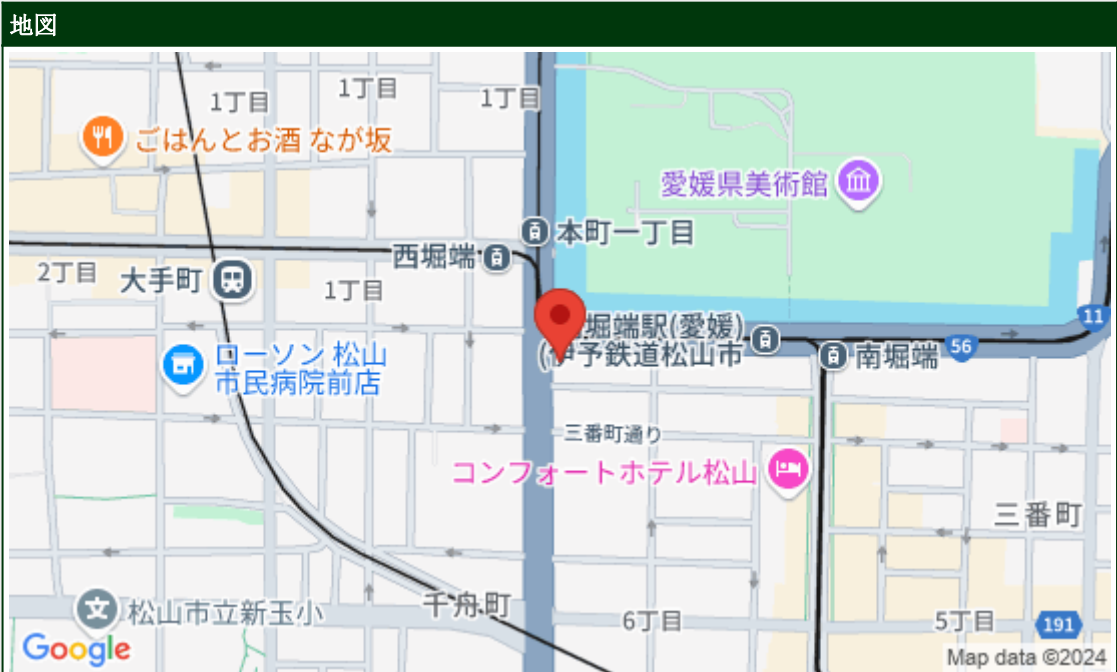 地図
1丁目
1丁目
1丁目
ごはんとお酒 なが坂
愛媛県美術館
本町一丁目
西堀端
2丁目
大手町
1丁目
11
堀端駅(愛媛)
(伊予鉄道松山市
56
南堀端
ローソン 松山
市民病院前店
三番町通り
コンフォートホテル松山
三番町
千舟町
松山市立新玉小
6丁目
5丁目
191
Google
Map data ©2024